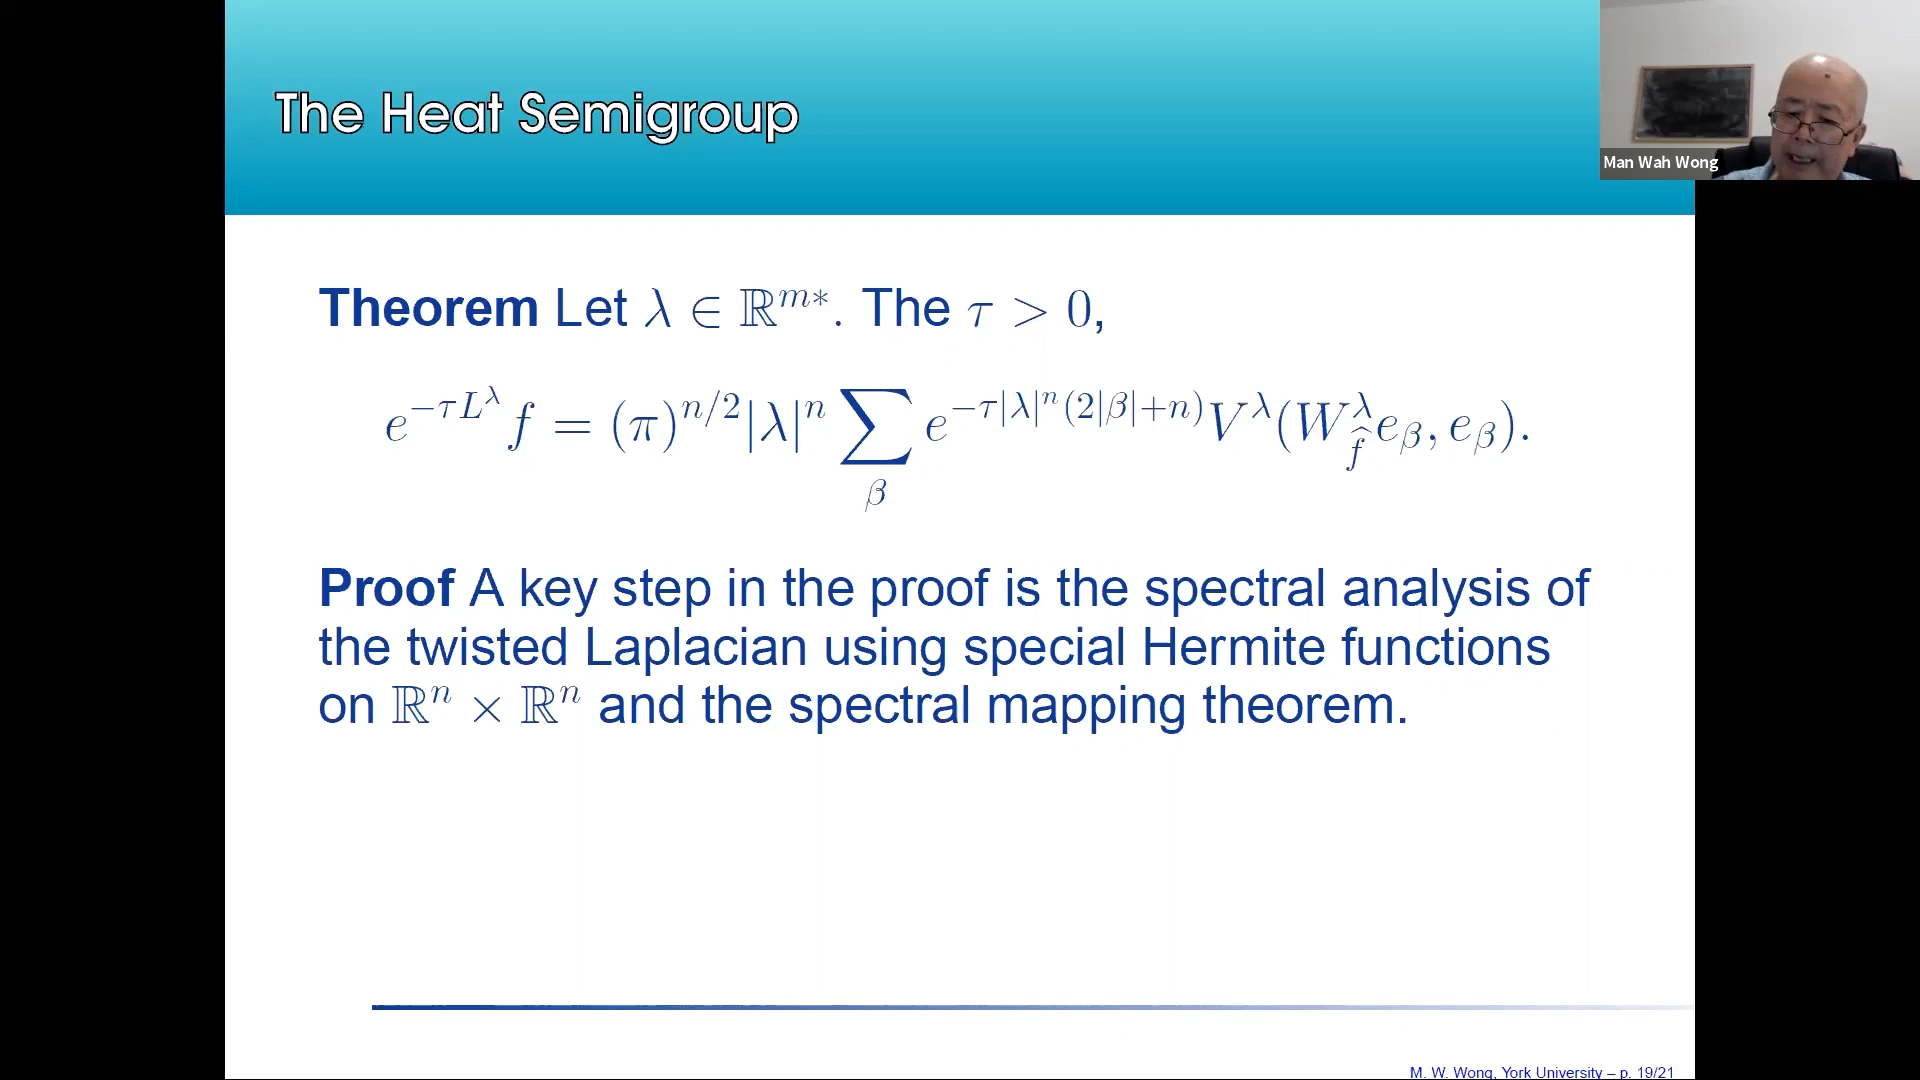 The Heat Semigroup
Man Wah Wong
Theorem Let λ ∈ ℝ^{m*}. The τ > 0,
e^{−τL^λ} f = (π)^{n/2}|λ|^n ∑_β e^{−τ|λ|^n(2|β|+n)} V^λ(W^λ_{\hat{f}} e_β, e_β).
Proof A key step in the proof is the spectral analysis of
the twisted Laplacian using special Hermite functions
on ℝ^n × ℝ^n and the spectral mapping theorem.
M. W. Wong, York University – p. 19/21